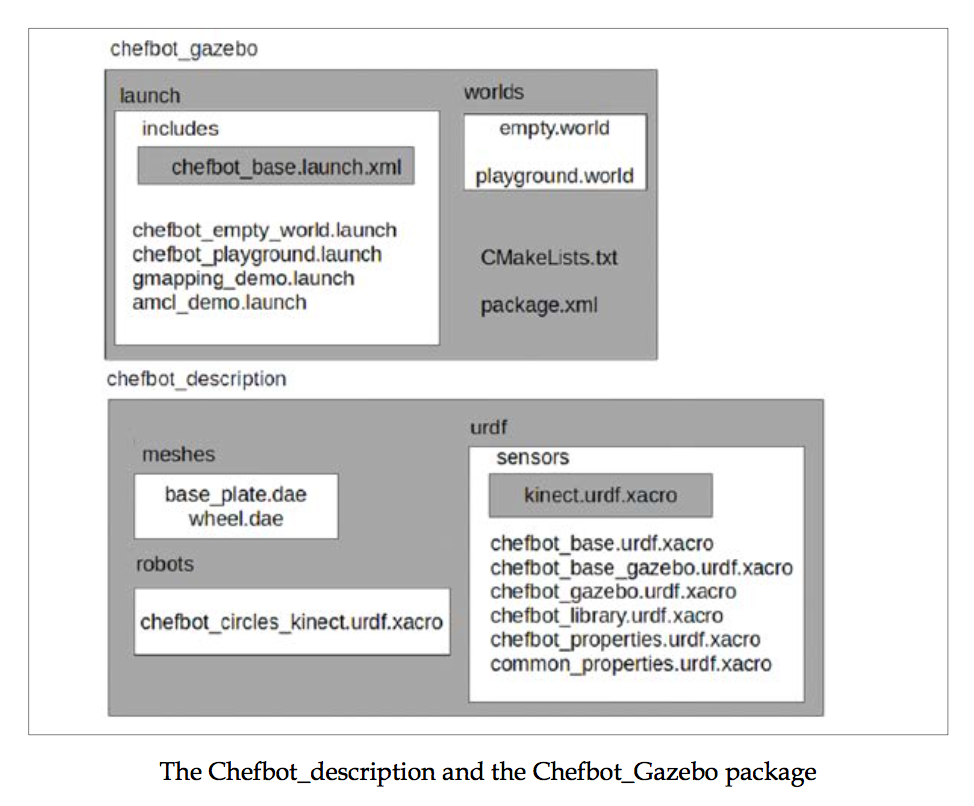 chefbot_gazebo
launch
includes
chefbot_base.launch.xml
chefbot_empty_world.launch
chefbot_playground.launch
gmapping_demo.launch
amcl_demo.launch
worlds
empty.world
playground.world
CMakeLists.txt
package.xml
chefbot_description
meshes
base_plate.dae
wheel.dae
robots
chefbot_circles_kinect.urdf.xacro
urdf
sensors
kinect.urdf.xacro
chefbot_base.urdf.xacro
chefbot_base_gazebo.urdf.xacro
chefbot_gazebo.urdf.xacro
chefbot_library.urdf.xacro
chefbot_properties.urdf.xacro
common_properties.urdf.xacro
The Chefbot_description and the Chefbot_Gazebo package